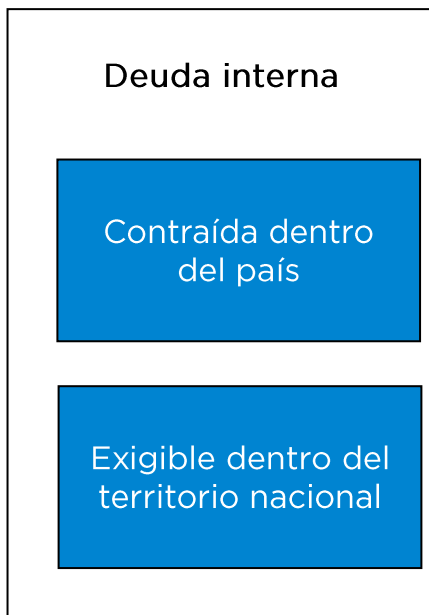 Deuda interna
Contraída dentro
del país
Exigible dentro del
territorio nacional